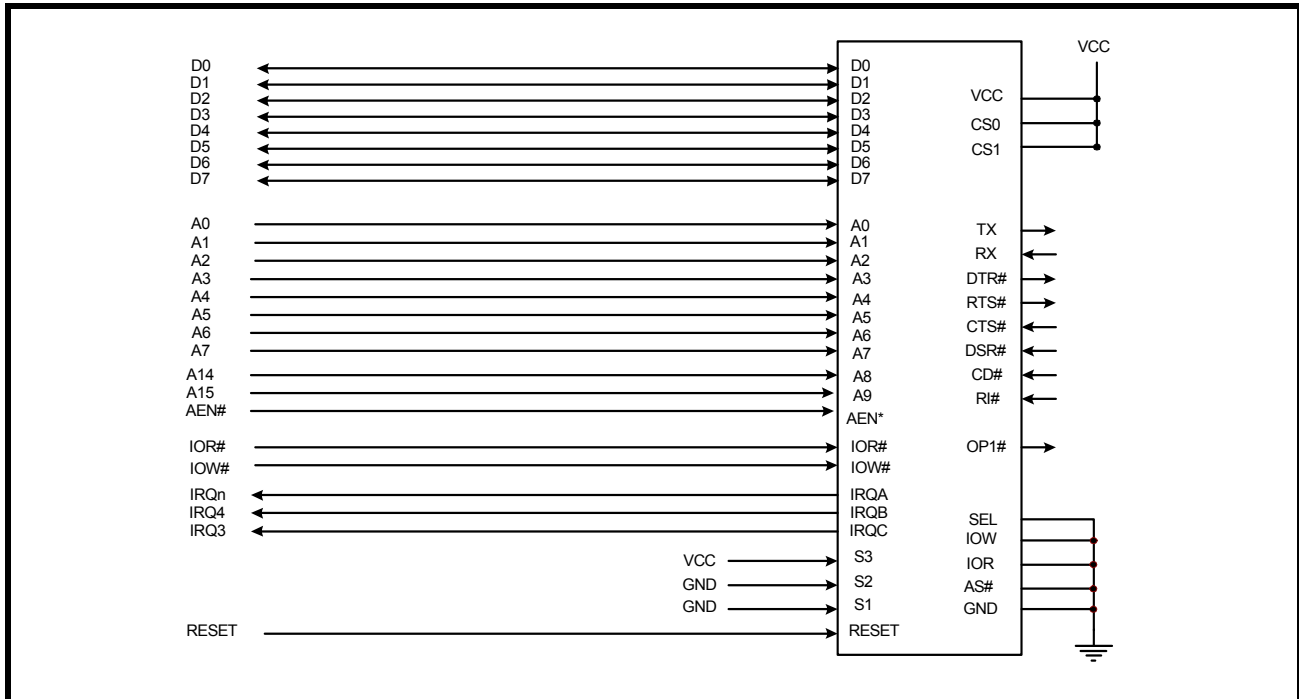 D0
D1
D2
D3
D4
D5
D6
D7
A0
A1
A2
A3
A4
A5
A6
A7
A14
A15
AEN#
IOR#
IOW#
IRQn
IRQ4
IRQ3
VCC
GND
GND
RESET
D0
D1
D2
D3
D4
D5
D6
D7
A0
A1
A2
A3
A4
A5
A6
A7
A8
A9
AEN*
IOR#
IOW#
IRQA
IRQB
IRQC
S3
S2
S1
RESET
VCC
VCC
CS0
CS1
TX
RX
DTR#
RTS#
CTS#
DSR#
CD#
RI#
OP1#
SEL
IOW
IOR
AS#
GND